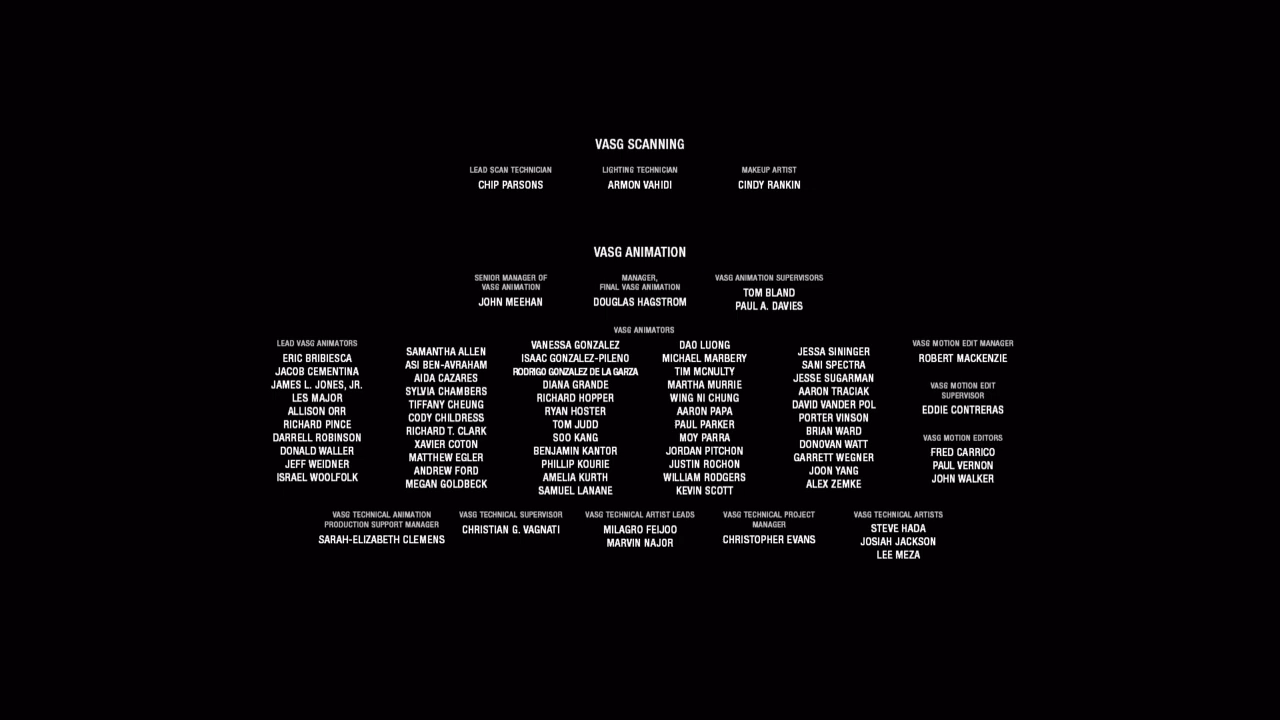 VASG SCANNING
LEAD SCAN TECHNICIAN
CHIP PARSONS
LIGHTING TECHNICIAN
ARMON VAHIDI
MAKEUP ARTIST
CINDY RANKIN
VASG ANIMATION
SENIOR MANAGER OF
VASG ANIMATION
JOHN MEEHAN
MANAGER,
FINAL VASG ANIMATION
DOUGLAS HAGSTROM
VASG ANIMATION SUPERVISORS
TOM BLAND
PAUL A. DAVIES
LEAD VASG ANIMATORS
ERIC BRIBIESCA
JACOB CEMENTINA
JAMES L. JONES, JR.
LES MAJOR
ALLISON ORR
RICHARD PINCE
DARRELL ROBINSON
DONALD WALLER
JEFF WEIDNER
ISRAEL WOOLFOLK
VASG ANIMATORS
SAMANTHA ALLEN
ASI BEN-AVRAHAM
AIDA CAZARES
SYLVIA CHAMBERS
TIFFANY CHEUNG
CODY CHILDRESS
RICHARD T. CLARK
XAVIER COTON
MATTHEW EGLER
ANDREW FORD
MEGAN GOLDBECK
VANESSA GONZALEZ
ISAAC GONZALEZ-PILENO
RODRIGO GONZALEZ DE LA GARZA
DIANA GRANDE
RICHARD HOPPER
RYAN HOSTER
TOM JUDD
SOO KANG
BENJAMIN KANTOR
PHILLIP KOURIE
AMELIA KURTH
SAMUEL LANANE
DAO LUONG
MICHAEL MARBERY
TIM MCNULTY
MARTHA MURRIE
WING NI CHUNG
AARON PAPA
PAUL PARKER
MOY PARRA
JORDAN PITCHON
JUSTIN ROCHON
WILLIAM RODGERS
KEVIN SCOTT
JESSA SININGER
SANI SPECTRA
JESSE SUGARMAN
AARON TRACIAK
DAVID VANDER POL
PORTER VINSON
BRIAN WARD
DONOVAN WATT
GARRETT WEGNER
JOON YANG
ALEX ZEMKE
VASG MOTION EDIT MANAGER
ROBERT MACKENZIE
VASG MOTION EDIT
SUPERVISOR
EDDIE CONTRERAS
VASG MOTION EDITORS
FRED CARRICO
PAUL VERNON
JOHN WALKER
VASG TECHNICAL ANIMATION
PRODUCTION SUPPORT MANAGER
SARAH-ELIZABETH CLEMENS
VASG TECHNICAL SUPERVISOR
CHRISTIAN G. VAGNATI
VASG TECHNICAL ARTIST LEADS
MILAGRO FEIJOO
MARVIN NAJOR
VASG TECHNICAL PROJECT
MANAGER
CHRISTOPHER EVANS
VASG TECHNICAL ARTISTS
STEVE HADA
JOSIAH JACKSON
LEE MEZA